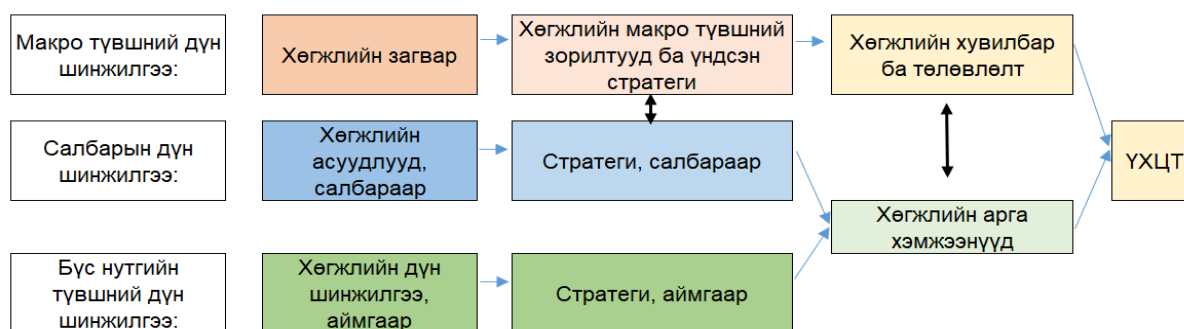 Макро түвшний дүн
шинжилгээ:
Хөгжлийн загвар
Хөгжлийн макро түвшний
зорилтууд ба үндсэн
стратеги
Хөгжлийн хувилбар
ба төлөвлөлт
Салбарын дүн
шинжилгээ:
Хөгжлийн
асуудлууд,
салбараар
Стратеги, салбараар
ҮХЦТ
Хөгжлийн арга
хэмжээнүүд
Бүс нутгийн
түвшний дүн
шинжилгээ:
Хөгжлийн дүн
шинжилгээ,
аймгаар
Стратеги, аймгаар